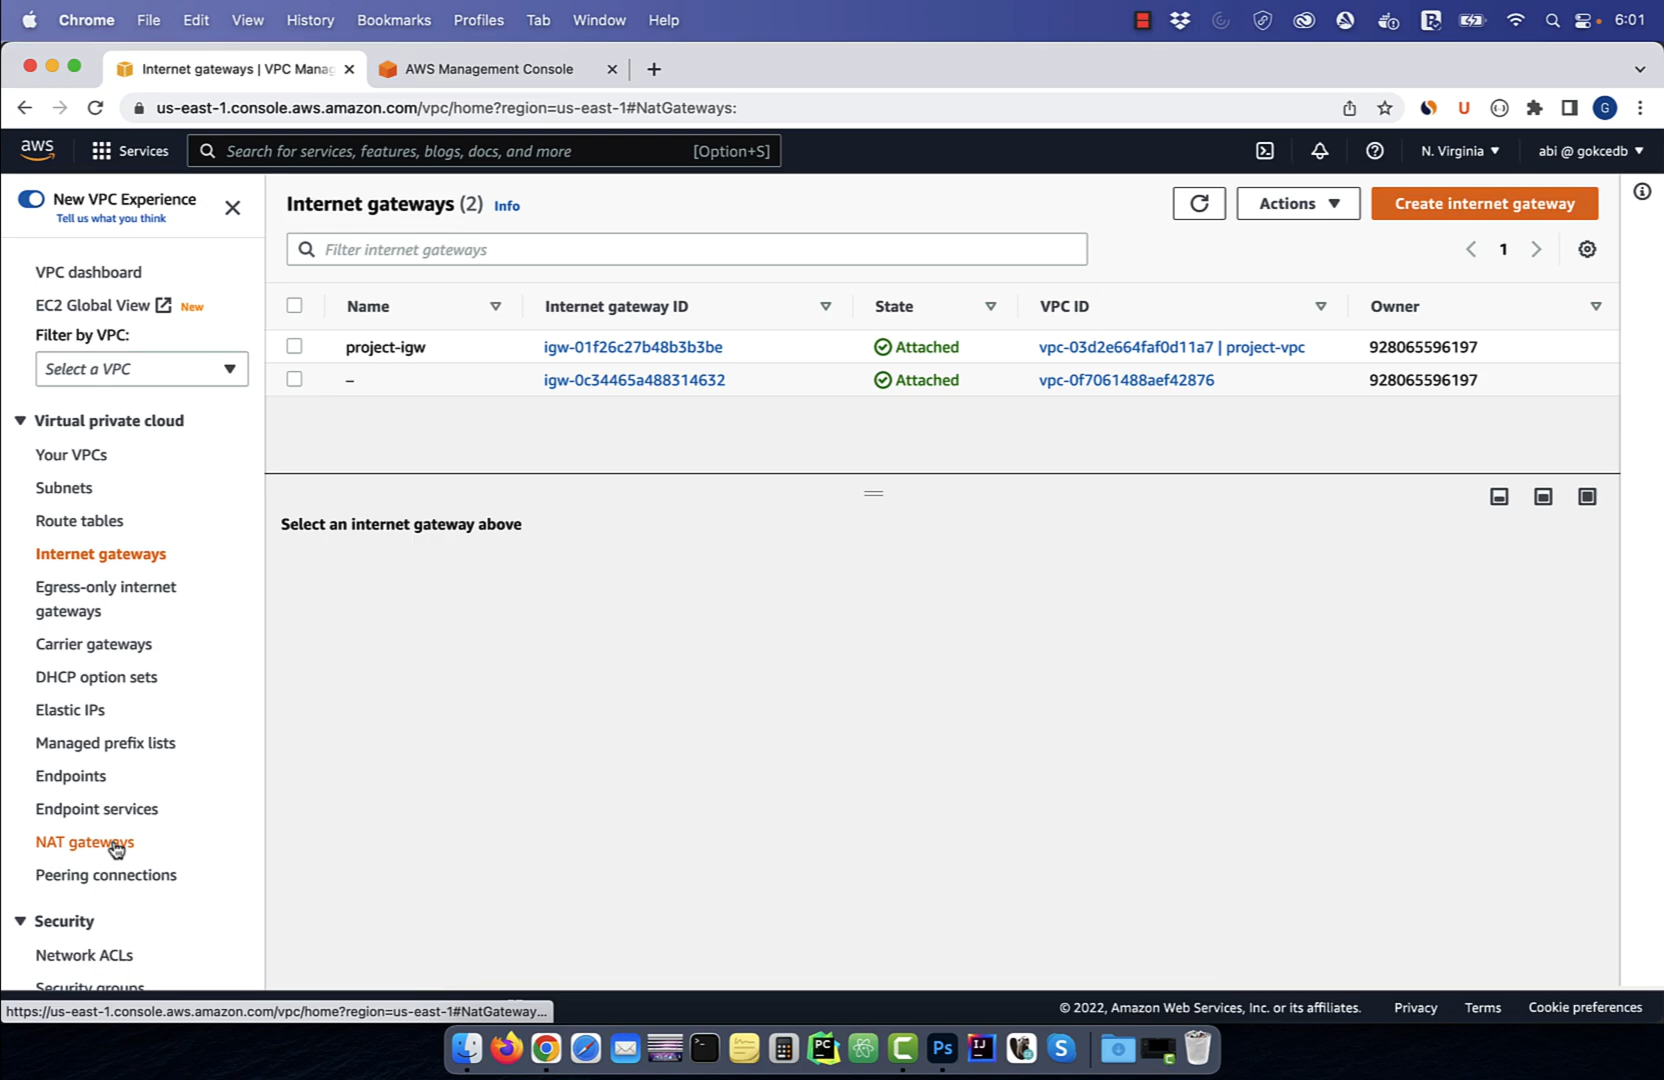 Chrome File Edit View History Bookmarks Profiles Tab Window Help 6:01
Internet gateways | VPC Mana AWS Management Console
us-east-1.console.aws.amazon.com/vpc/home?region=us-east-1#NatGateways: U G
aws Services Search for services, features, blogs, docs, and more [Option+S] N. Virginia abi @ gokcedb
New VPC Experience
Tell us what you think
Internet gateways (2) Info Actions Create internet gateway
Filter internet gateways 1
VPC dashboard
EC2 Global View New
Filter by VPC:
Select a VPC
Name Internet gateway ID State VPC ID Owner
project-igw igw-01f26c27b48b3b3be Attached vpc-03d2e664faf0d11a7 | project-vpc 928065596197
– igw-0c34465a488314632 Attached vpc-0f7061488aef42876 928065596197
Select an internet gateway above
Virtual private cloud
Your VPCs
Subnets
Route tables
Internet gateways
Egress-only internet
gateways
Carrier gateways
DHCP option sets
Elastic IPs
Managed prefix lists
Endpoints
Endpoint services
NAT gateways
Peering connections
Security
Network ACLs
Security groups
https://us-east-1.console.aws.amazon.com/vpc/home?region=us-east-1#NatGateway... © 2022, Amazon Web Services, Inc. or its affiliates. Privacy Terms Cookie preferences
PC Ps IJ S